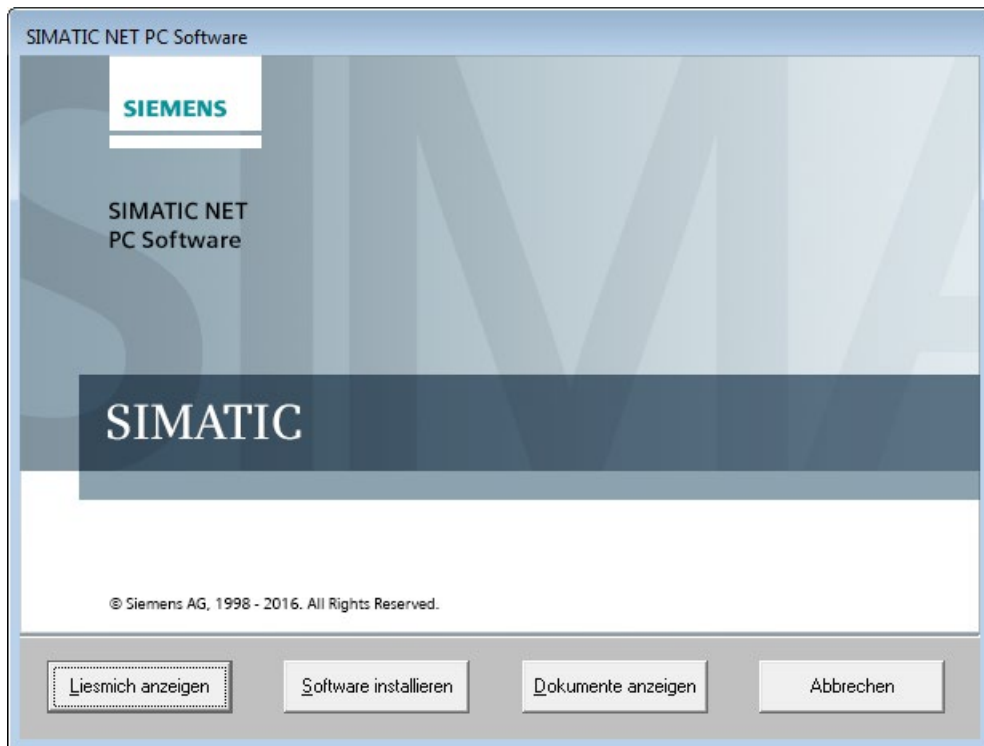 SIMATIC NET PC Software
SIEMENS
SIMATIC NET
PC Software
SIMATIC
© Siemens AG, 1998 - 2016. All Rights Reserved.
Liesmich anzeigen
Software installieren
Dokumente anzeigen
Abbrechen